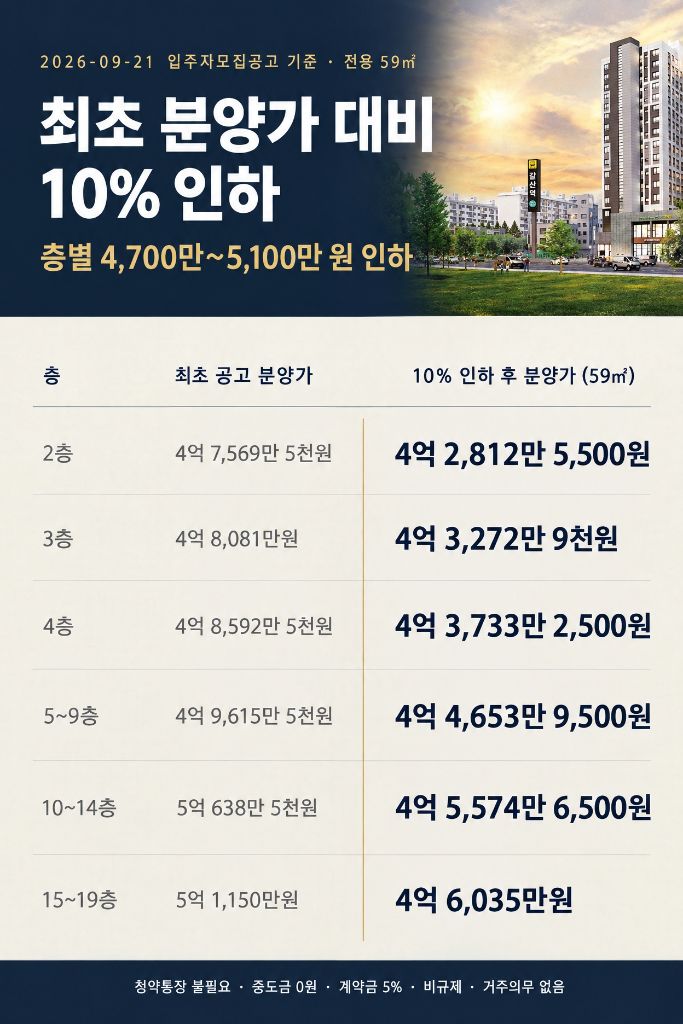 2026-09-21 입주자모집공고 기준 · 전용 59㎡
최초 분양가 대비
10% 인하
층별 4,700만~5,100만 원 인하
갈산역
층 최초 공고 분양가 10% 인하 후 분양가 (59㎡)
2층 4억 7,569만 5천원 4억 2,812만 5,500원
3층 4억 8,081만원 4억 3,272만 9천원
4층 4억 8,592만 5천원 4억 3,733만 2,500원
5~9층 4억 9,615만 5천원 4억 4,653만 9,500원
10~14층 5억 638만 5천원 4억 5,574만 6,500원
15~19층 5억 1,150만원 4억 6,035만원
청약통장 불필요 · 중도금 0원 · 계약금 5% · 비규제 · 거주의무 없음